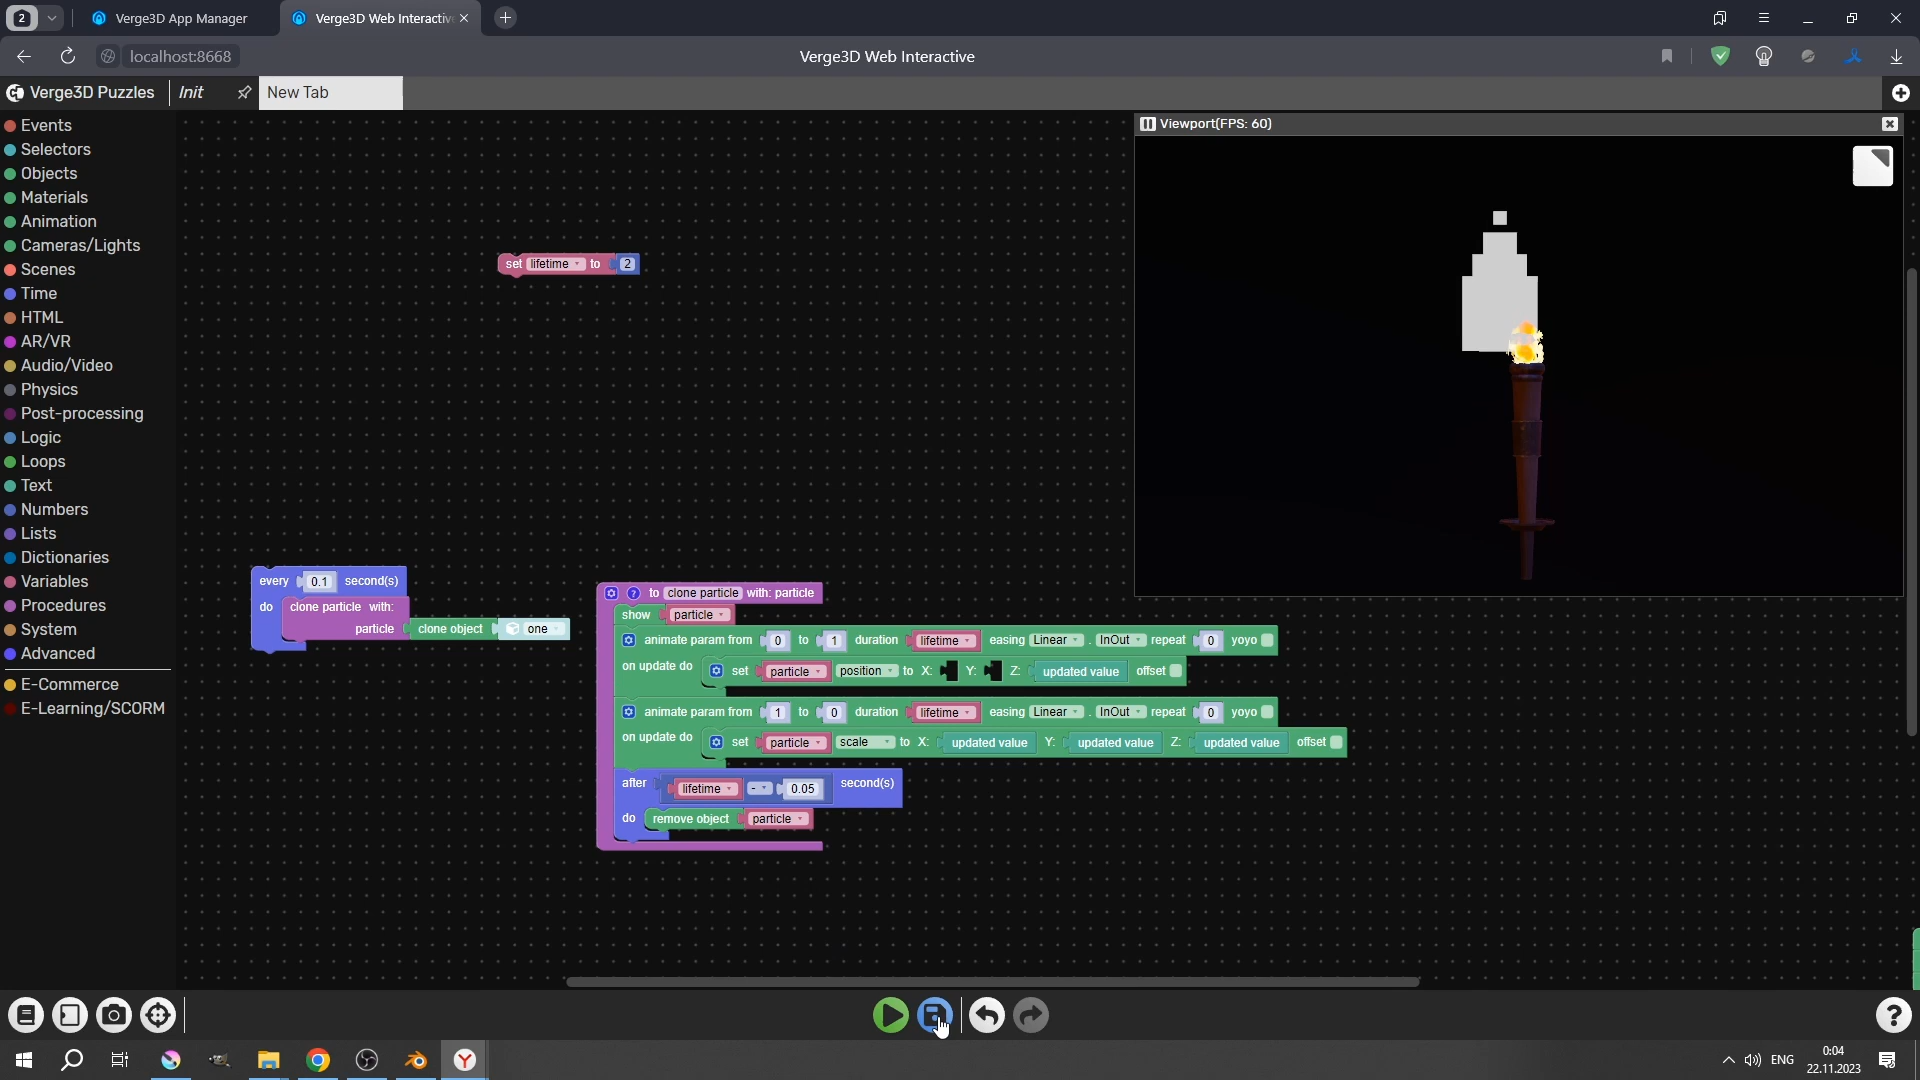 2
Verge3D App Manager
Verge3D Web Interactiv
localhost:8668
Verge3D Web Interactive
Verge3D Puzzles
Init
New Tab
Events
Selectors
Objects
Materials
Animation
Cameras/Lights
Scenes
Time
HTML
AR/VR
Audio/Video
Physics
Post-processing
Logic
Loops
Text
Numbers
Lists
Dictionaries
Variables
Procedures
System
Advanced
E-Commerce
E-Learning/SCORM
Viewport(FPS: 60)
set lifetime to 2
every 0.1 second(s)
do clone particle with:
particle clone object one
? to clone particle with: particle
show particle
animate param from 0 to 1 duration lifetime easing Linear . InOut repeat 0 yoyo
on update do set particle position to X: Y: Z: updated value offset
animate param from 1 to 0 duration lifetime easing Linear . InOut repeat 0 yoyo
on update do set particle scale to X: updated value Y: updated value Z: updated value offset
after lifetime - 0.05 second(s)
do remove object particle
?
ENG
0:04
22.11.2023